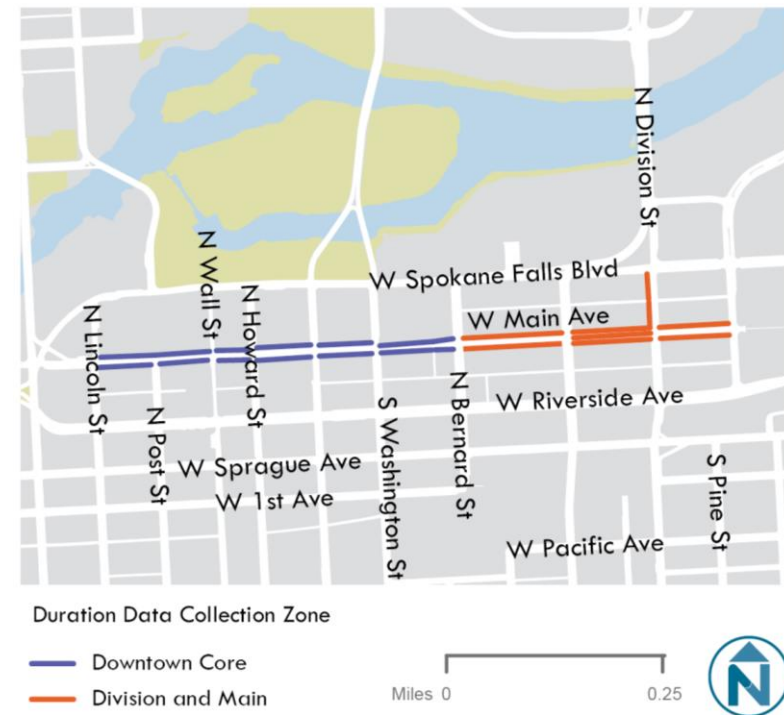 N Division St
W Spokane Falls Blvd
N Wall St
N Howard St
N Lincoln St
W Main Ave
N Post St
N Bernard St
W Riverside Ave
S Washington St
W Sprague Ave
W 1st Ave
S Pine St
W Pacific Ave
Duration Data Collection Zone
Downtown Core
Division and Main
Miles 0 0.25
N